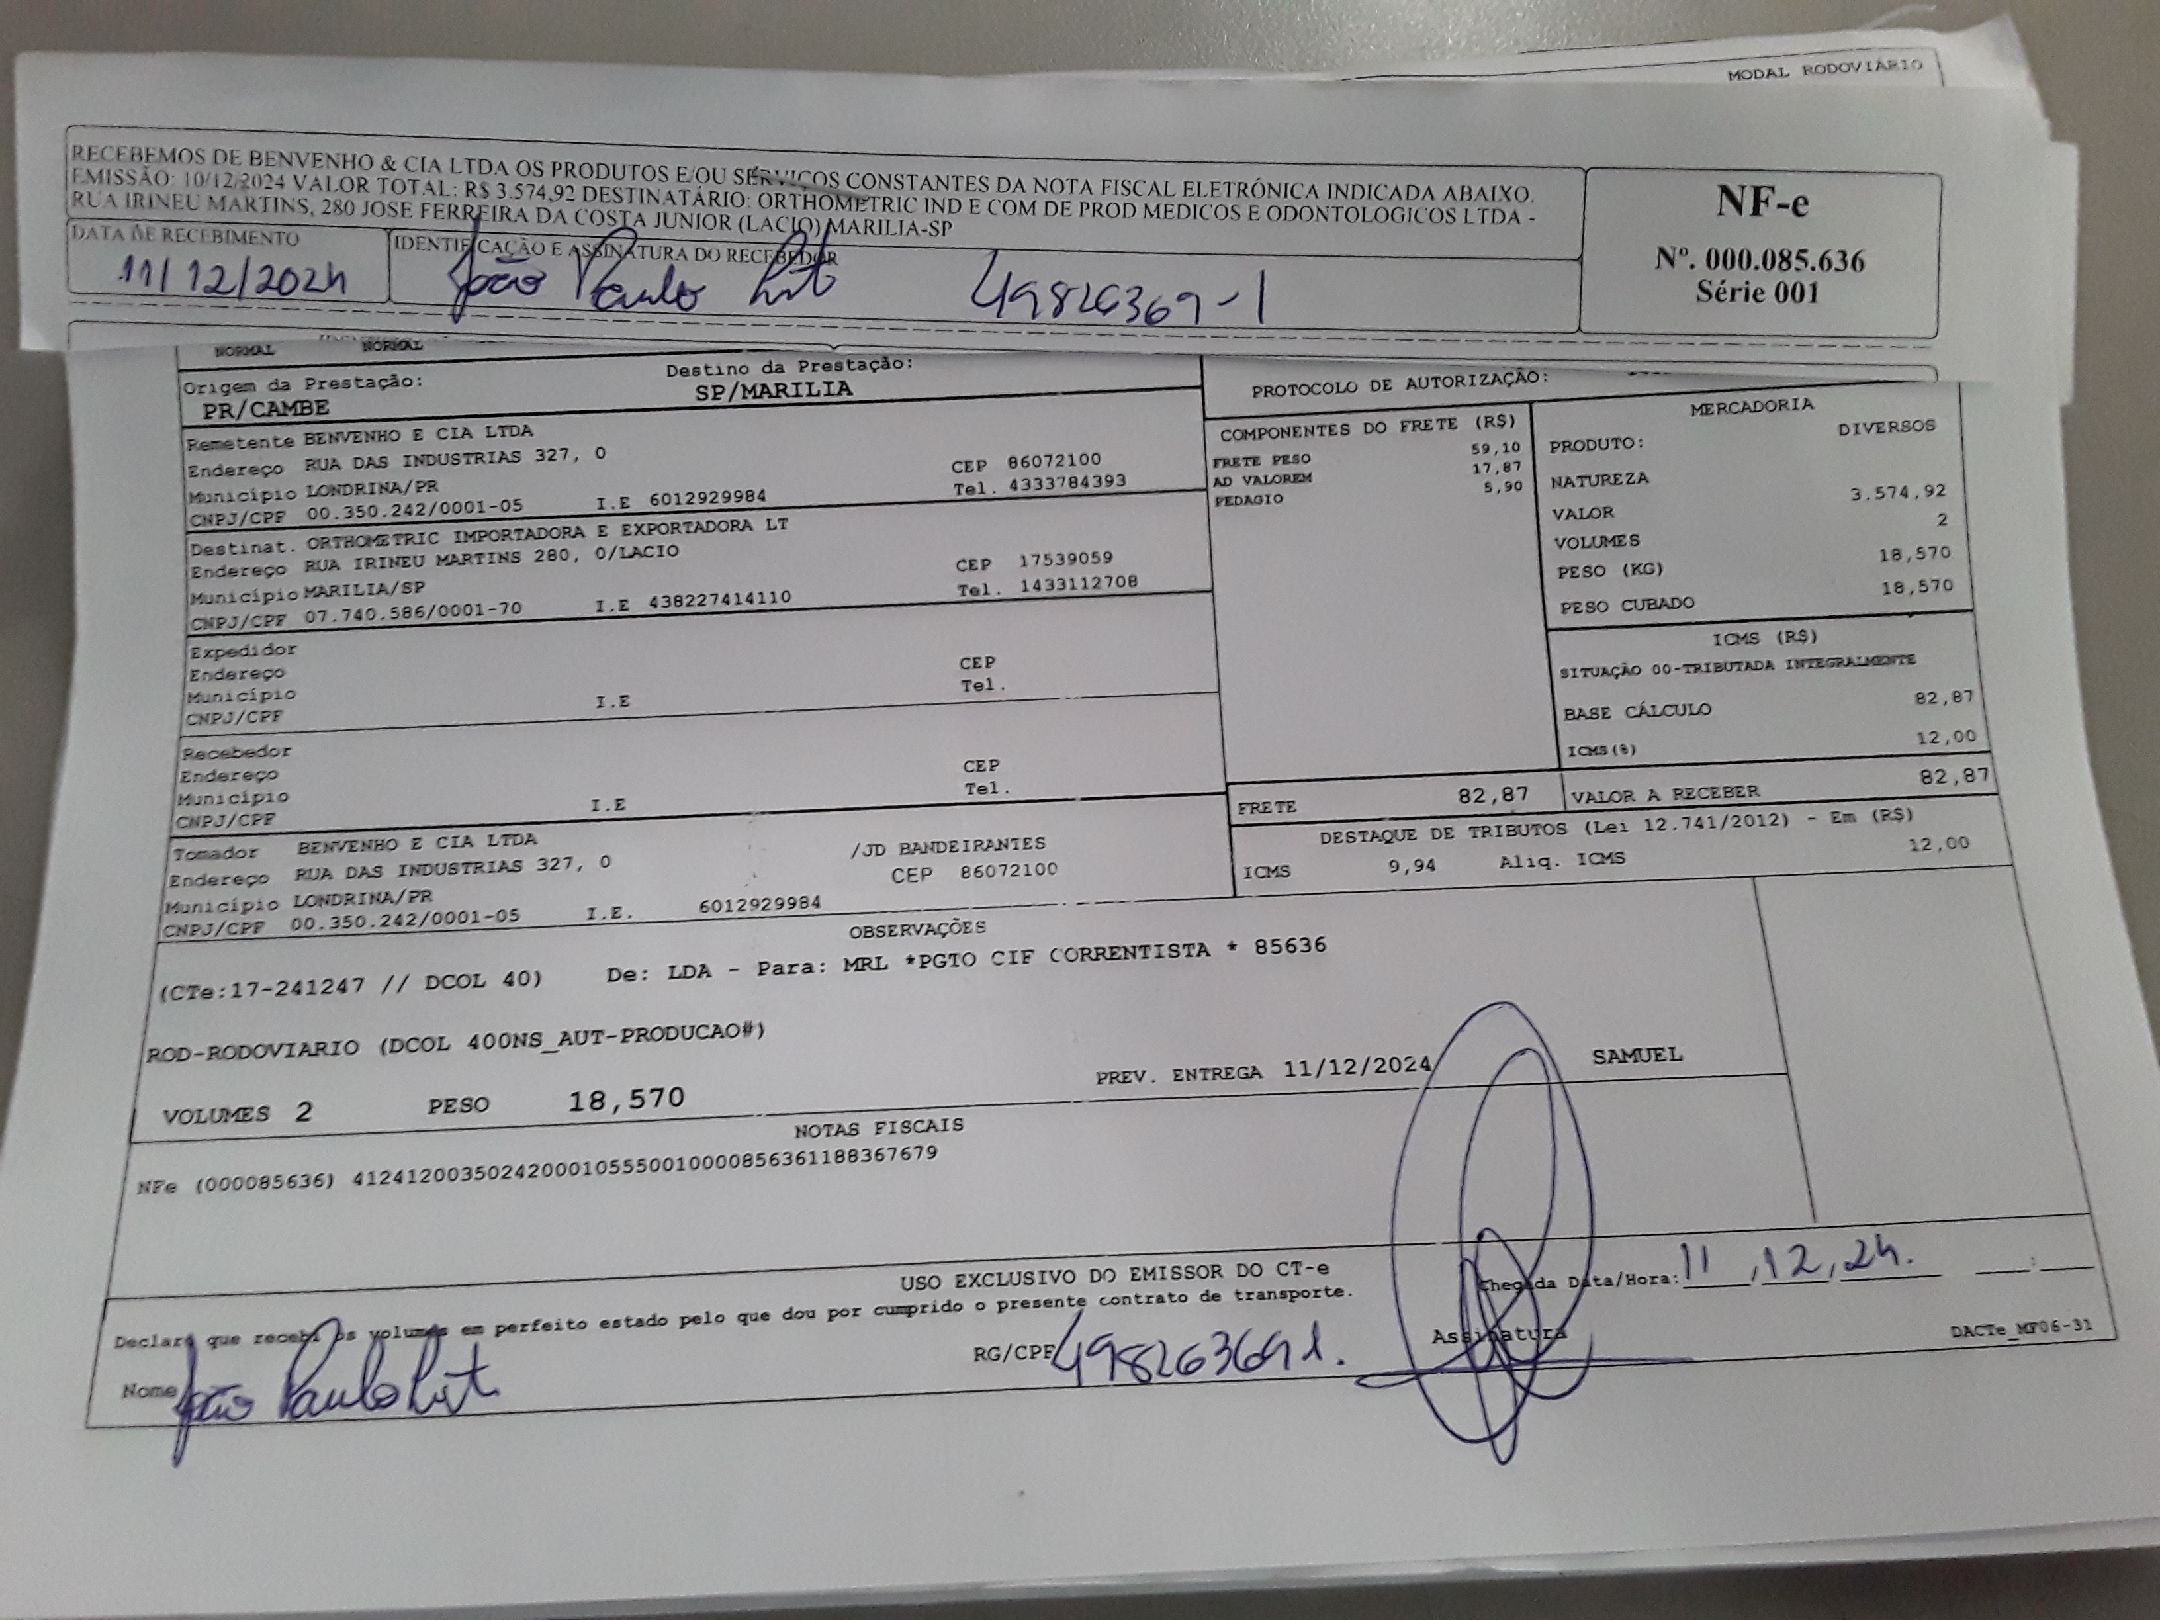 MODAL RODOVIÁRIO
RECEBEMOS DE BENVENHO & CIA LTDA OS PRODUTOS E/OU SERVIÇOS CONSTANTES DA NOTA FISCAL ELETRÔNICA INDICADA ABAIXO.
EMISSÃO: 10/12/2024 VALOR TOTAL: R$ 3.574,92 DESTINATÁRIO: ORTHOMETRIC IND E COM DE PROD MEDICOS E ODONTOLOGICOS LTDA -
RUA IRINEU MARTINS, 280 JOSE FERREIRA DA COSTA JUNIOR (LACIO) MARILIA-SP
DATA DE RECEBIMENTO
11/12/2024
IDENTIFICAÇÃO E ASSINATURA DO RECEBEDOR
João Paulo 49826369-1
NF-e
Nº. 000.085.636
Série 001
NORMAL NORMAL
Origem da Prestação: Destino da Prestação:
PR/CAMBE SP/MARILIA
PROTOCOLO DE AUTORIZAÇÃO:
Remetente BENVENHO E CIA LTDA
Endereço RUA DAS INDUSTRIAS 327, 0 CEP 86072100
Município LONDRINA/PR Tel. 4333784393
CNPJ/CPF 00.350.242/0001-05 I.E 6012929984
Destinat. ORTHOMETRIC IMPORTADORA E EXPORTADORA LT
Endereço RUA IRINEU MARTINS 280, 0/LACIO CEP 17539059
Município MARILIA/SP Tel. 1433112708
CNPJ/CPF 07.740.586/0001-70 I.E 438227414110
Expedidor
Endereço CEP
Município Tel.
CNPJ/CPF I.E
Recebedor
Endereço CEP
Município Tel.
CNPJ/CPF I.E
Tomador BENVENHO E CIA LTDA
Endereço RUA DAS INDUSTRIAS 327, 0 /JD BANDEIRANTES
Município LONDRINA/PR CEP 86072100
CNPJ/CPF 00.350.242/0001-05 I.E. 6012929984
COMPONENTES DO FRETE (R$)
FRETE PESO 59,10
AD VALOREM 17,87
PEDAGIO 5,90
MERCADORIA
PRODUTO: DIVERSOS
NATUREZA
VALOR 3.574,92
VOLUMES 2
PESO (KG) 18,570
PESO CUBADO 18,570
ICMS (R$)
SITUAÇÃO 00-TRIBUTADA INTEGRALMENTE
BASE CÁLCULO 82,87
ICMS(%) 12,00
FRETE 82,87 VALOR A RECEBER 82,87
DESTAQUE DE TRIBUTOS (Lei 12.741/2012) - Em (R$)
ICMS 9,94 Aliq. ICMS 12,00
OBSERVAÇÕES
(CTe:17-241247 // DCOL 40) De: LDA - Para: MRL *PGTO CIF CORRENTISTA * 85636
ROD-RODOVIARIO (DCOL 400NS_AUT-PRODUCAO#)
VOLUMES 2 PESO 18,570 PREV. ENTREGA 11/12/2024 SAMUEL
NOTAS FISCAIS
NFe (000085636) 41241200350242000105550010000856361188367679
USO EXCLUSIVO DO EMISSOR DO CT-e
Declaro que recebi os volumes em perfeito estado pelo que dou por cumprido o presente contrato de transporte.
Chegada Data/Hora: 11,12,24. :
Nome João Paulo RG/CPF 498263691. Assinatura
DACTe_MF06-31